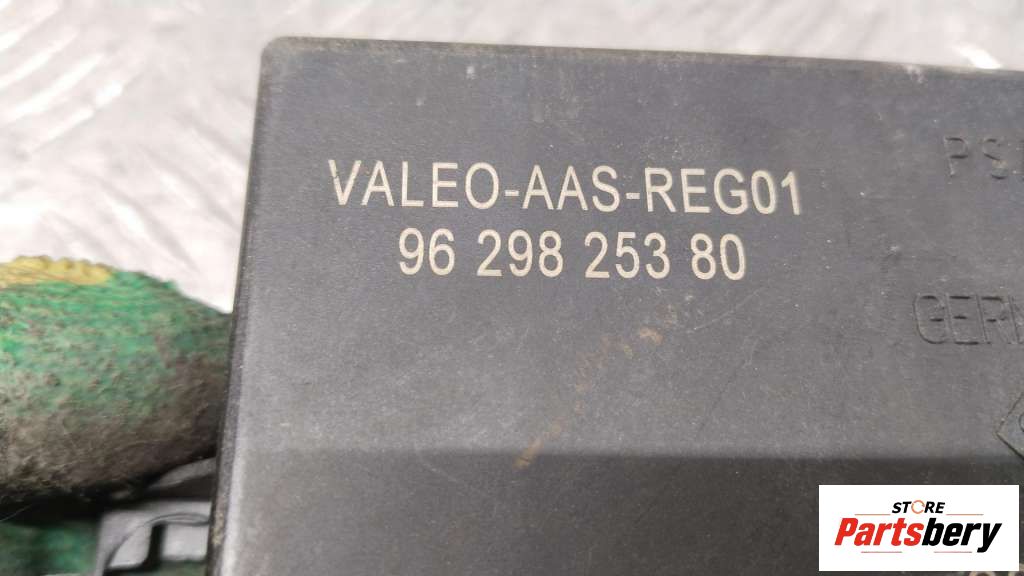 VALEO-AAS-REG01
96 298 253 80
STORE
Partsbery